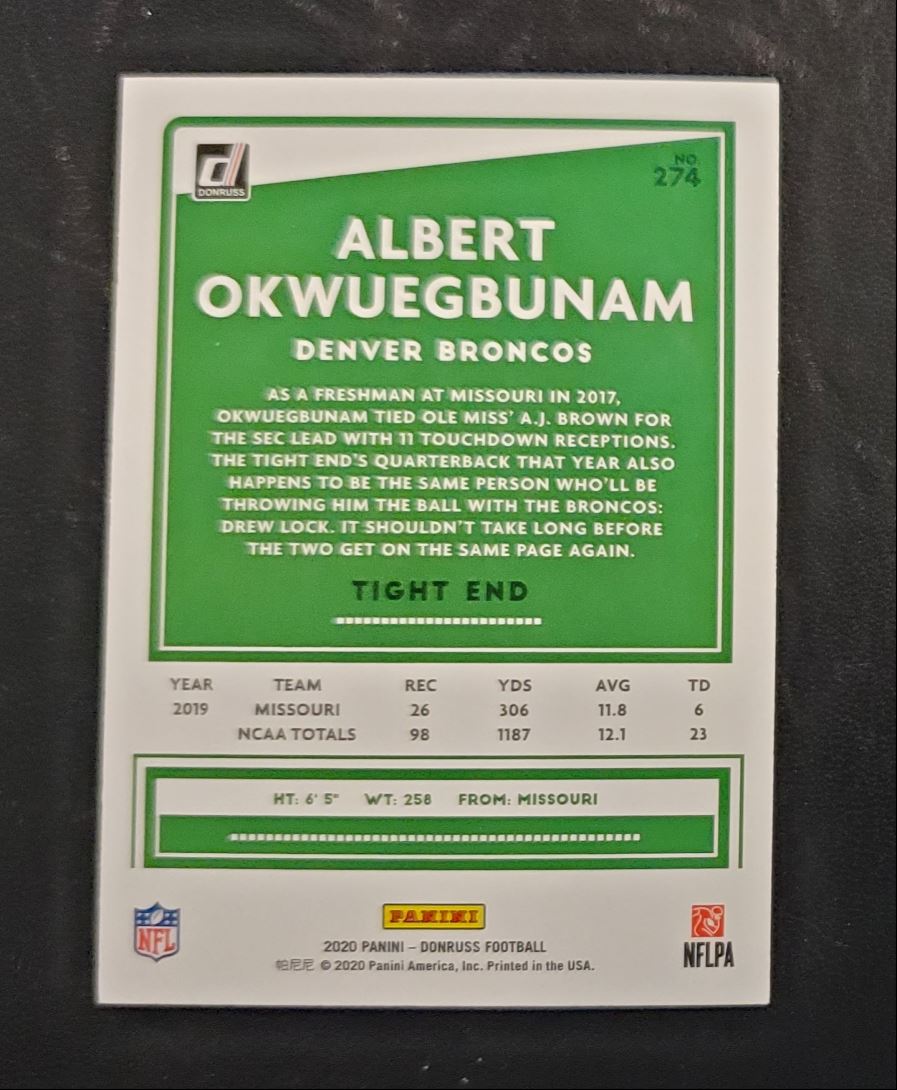 DONRUSS
NO.
274
ALBERT
OKWUEGBUNAM
DENVER BRONCOS
AS A FRESHMAN AT MISSOURI IN 2017,
OKWUEGBUNAM TIED OLE MISS' A.J. BROWN FOR
THE SEC LEAD WITH 11 TOUCHDOWN RECEPTIONS.
THE TIGHT END'S QUARTERBACK THAT YEAR ALSO
HAPPENS TO BE THE SAME PERSON WHO'LL BE
THROWING HIM THE BALL WITH THE BRONCOS:
DREW LOCK. IT SHOULDN'T TAKE LONG BEFORE
THE TWO GET ON THE SAME PAGE AGAIN.
TIGHT END
YEAR TEAM REC YDS AVG TD
2019 MISSOURI 26 306 11.8 6
NCAA TOTALS 98 1187 12.1 23
HT: 6' 5" WT: 258 FROM: MISSOURI
NFL
PANINI
2020 PANINI – DONRUSS FOOTBALL
帕尼尼 © 2020 Panini America, Inc. Printed in the USA.
NFLPA